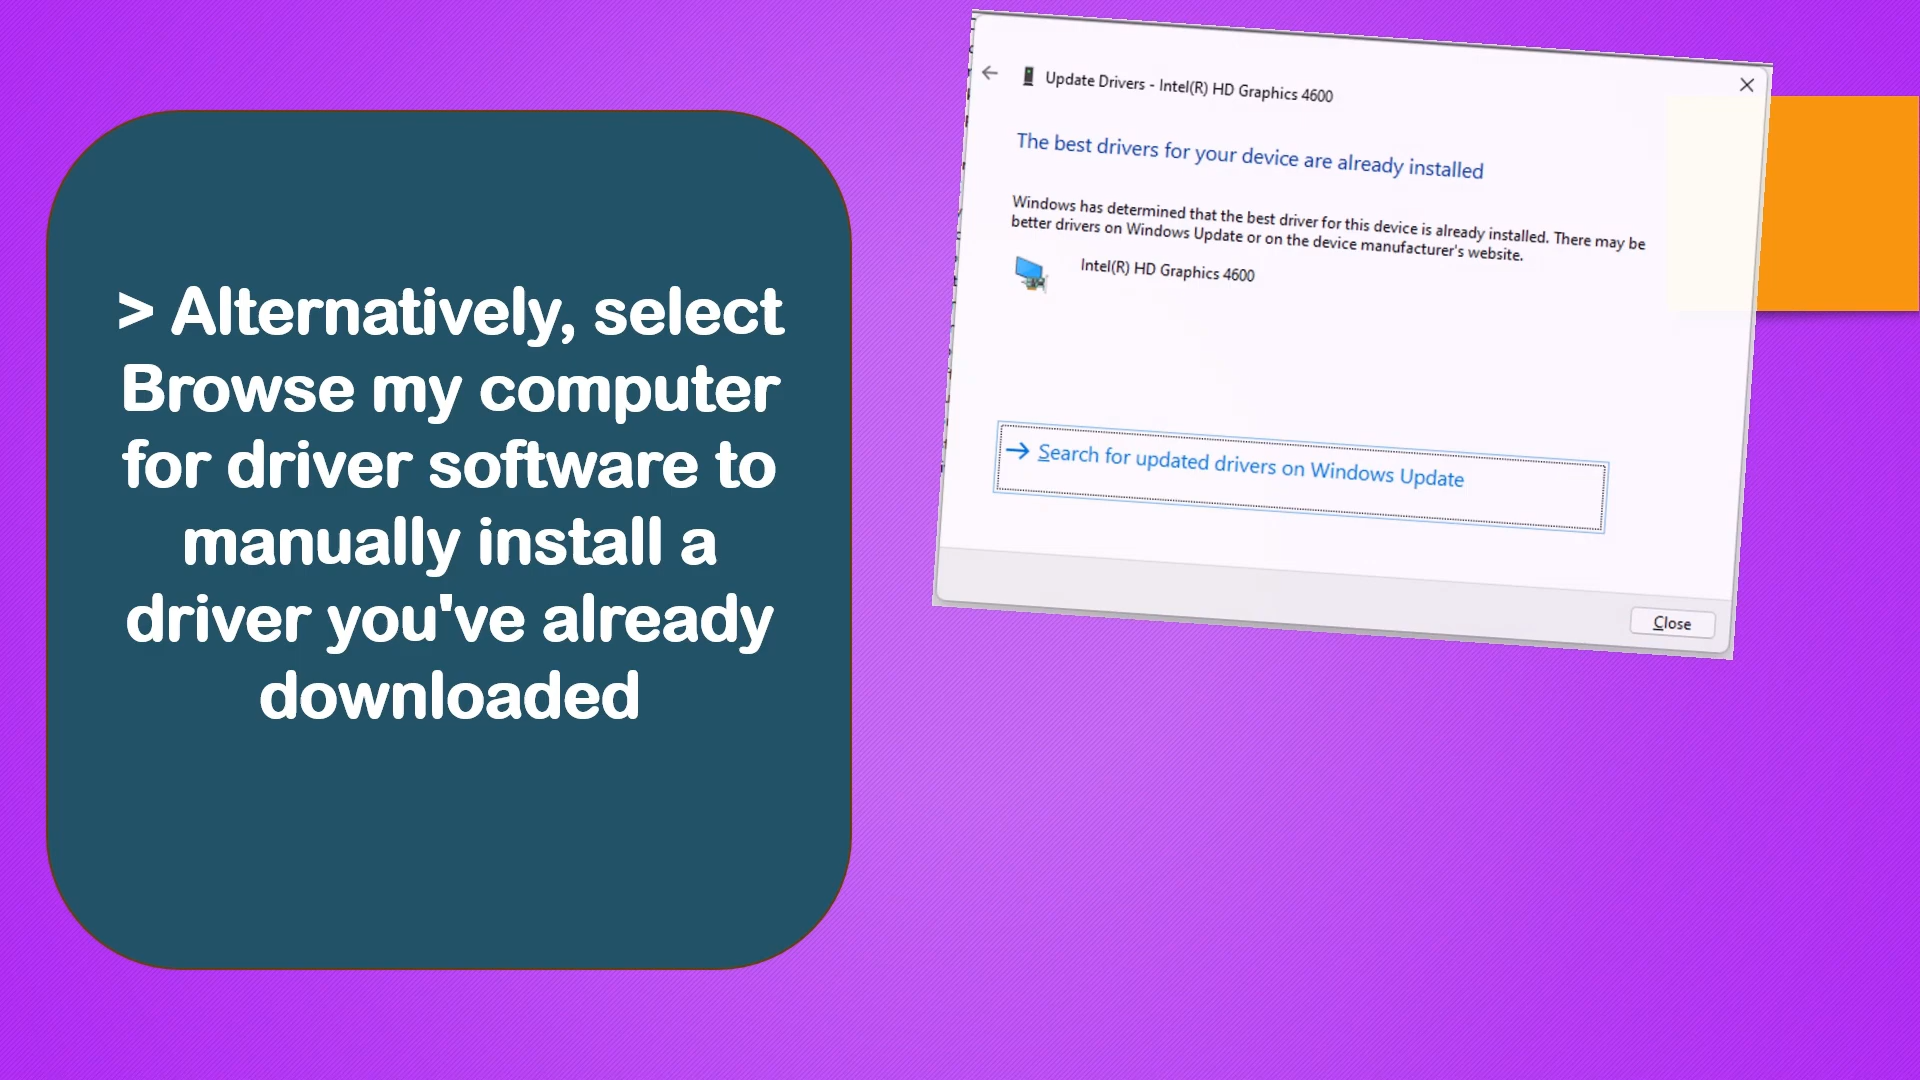 > Alternatively, select
Browse my computer
for driver software to
manually install a
driver you've already
downloaded
Update Drivers - Intel(R) HD Graphics 4600
The best drivers for your device are already installed
Windows has determined that the best driver for this device is already installed. There may be
better drivers on Windows Update or on the device manufacturer's website.
Intel(R) HD Graphics 4600
Search for updated drivers on Windows Update
Close